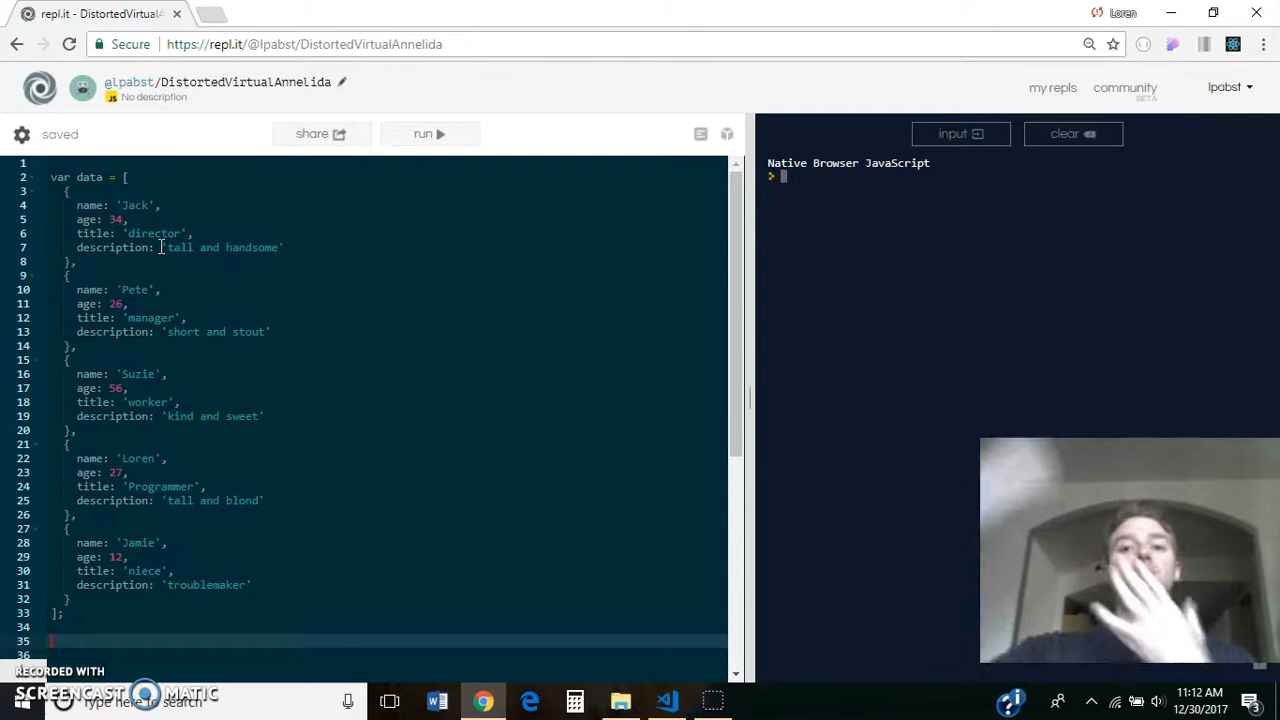 repl.it - DistortedVirtualA
Loren
Secure
https://repl.it/@lpabst/DistortedVirtualAnnelida
@lpabst/DistortedVirtualAnnelida
JS No description
my repls
community
BETA
lpabst
saved
share
run
input
clear
Native Browser JavaScript
>
1
2 var data = [
3 {
4 name: 'Jack',
5 age: 34,
6 title: 'director',
7 description: 'tall and handsome'
8 },
9 {
10 name: 'Pete',
11 age: 26,
12 title: 'manager',
13 description: 'short and stout'
14 },
15 {
16 name: 'Suzie',
17 age: 56,
18 title: 'worker',
19 description: 'kind and sweet'
20 },
21 {
22 name: 'Loren',
23 age: 27,
24 title: 'Programmer',
25 description: 'tall and blond'
26 },
27 {
28 name: 'Jamie',
29 age: 12,
30 title: 'niece',
31 description: 'troublemaker'
32 }
33 ];
34
35
36
RECORDED WITH
SCREENCAST MATIC
Type here to search
11:12 AM
12/30/2017
3